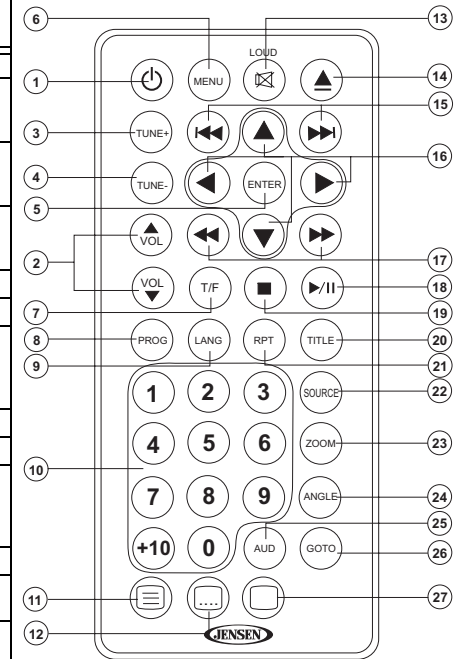 6
13
LOUD
1
MENU
14
15
3
TUNE+
16
4
TUNE-
ENTER
5
2
VOL
17
VOL
T/F
18
7
19
8
PROG
LANG
RPT
TITLE
20
9
21
1
2
3
SOURCE
22
4
5
6
ZOOM
23
10
7
8
9
ANGLE
24
25
+10
0
AUD
GOTO
26
11
27
12
JENSEN